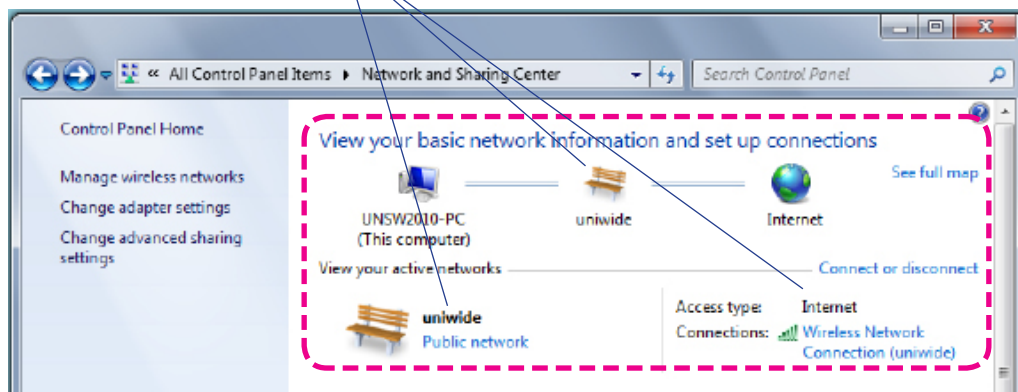 « All Control Panel Items ▸ Network and Sharing Center
Search Control Panel
Control Panel Home
Manage wireless networks
Change adapter settings
Change advanced sharing
settings
View your basic network information and set up connections
See full map
UNSW2010-PC
(This computer)
uniwide
Internet
View your active networks
Connect or disconnect
uniwide
Public network
Access type: Internet
Connections: Wireless Network
Connection (uniwide)